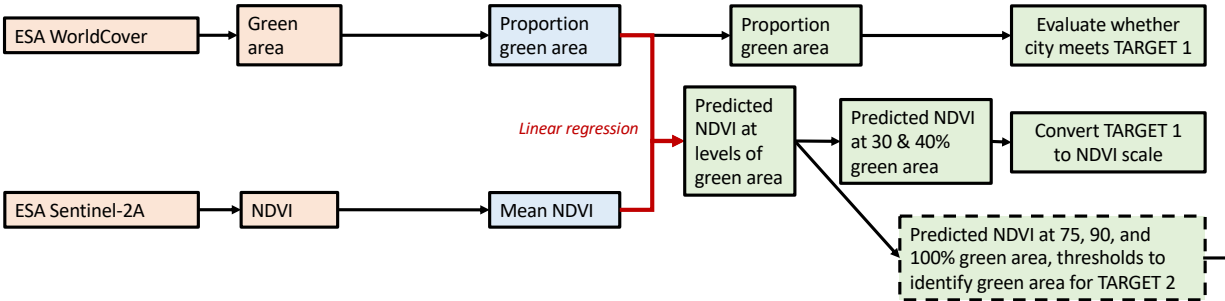 ESA WorldCover
Green
area
Proportion
green area
Proportion
green area
Evaluate whether
city meets TARGET 1
Linear regression
Predicted
NDVI at
levels of
green area
Predicted NDVI
at 30 & 40%
green area
Convert TARGET 1
to NDVI scale
ESA Sentinel-2A
NDVI
Mean NDVI
Predicted NDVI at 75, 90, and
100% green area, thresholds to
identify green area for TARGET 2